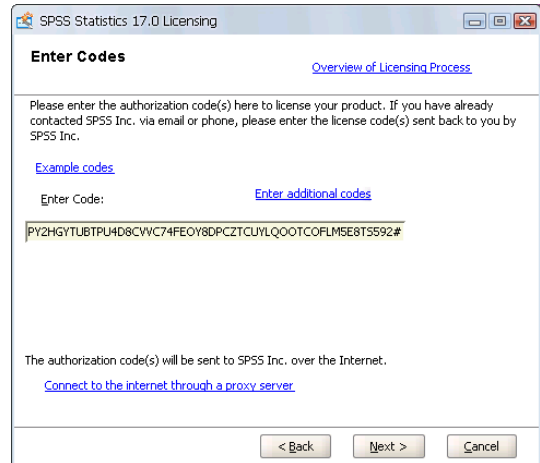 SPSS Statistics 17.0 Licensing
Enter Codes
Overview of Licensing Process
Please enter the authorization code(s) here to license your product. If you have already
contacted SPSS Inc. via email or phone, please enter the license code(s) sent back to you by
SPSS Inc.
Example codes
Enter Code:
Enter additional codes
PY2HGYTUBTPU4D8CVVC74FEOY8DPCZTCUYLQOOTCOFLM5E8TS592#
The authorization code(s) will be sent to SPSS Inc. over the Internet.
Connect to the internet through a proxy server
< Back
Next >
Cancel